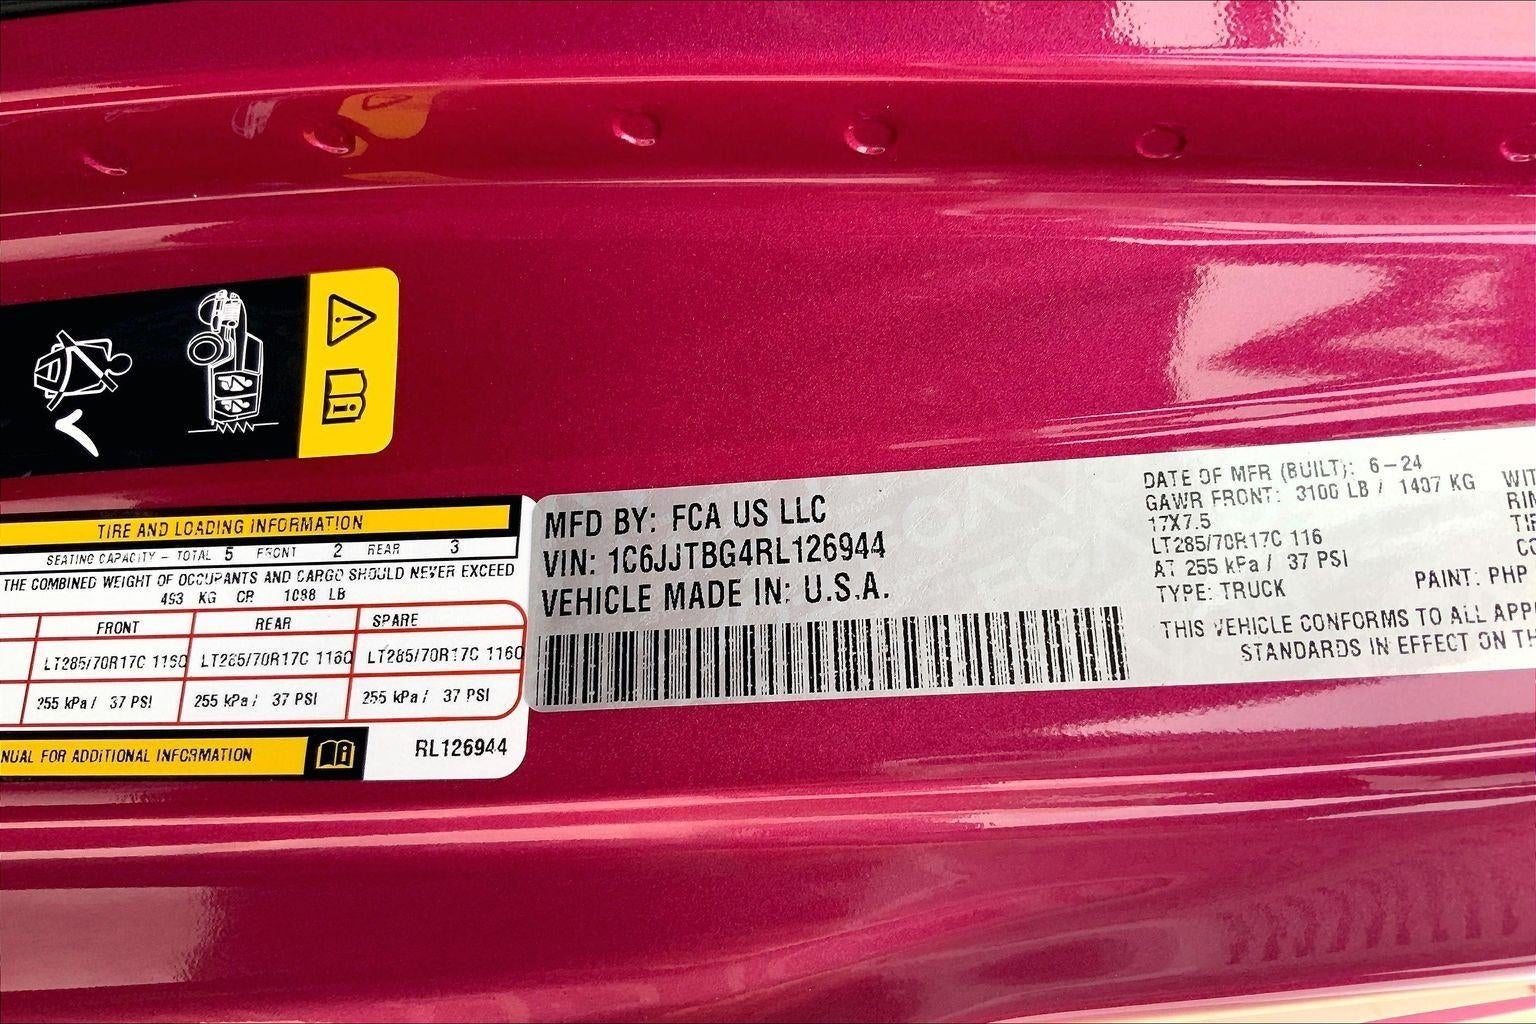 TIRE AND LOADING INFORMATION
SEATING CAPACITY - TOTAL 5 FRONT 2 REAR 3
THE COMBINED WEIGHT OF OCCUPANTS AND CARGO SHOULD NEVER EXCEED
493 KG OR 1088 LB
FRONT REAR SPARE
LT285/70R17C 116Q LT285/70R17C 116Q LT285/70R17C 116Q
255 kPa / 37 PSI 255 kPa / 37 PSI 255 kPa / 37 PSI
NUAL FOR ADDITIONAL INFORMATION
RL126944
MFD BY: FCA US LLC
VIN: 1C6JJTBG4RL126944
VEHICLE MADE IN: U.S.A.
DATE OF MFR (BUILT): 6-24
GAWR FRONT: 3100 LB / 1407 KG WIT
17X7.5 RIN
LT285/70R17C 116 TIR
AT 255 kPa / 37 PSI CO
TYPE: TRUCK PAINT: PHP
THIS VEHICLE CONFORMS TO ALL APP
STANDARDS IN EFFECT ON TH